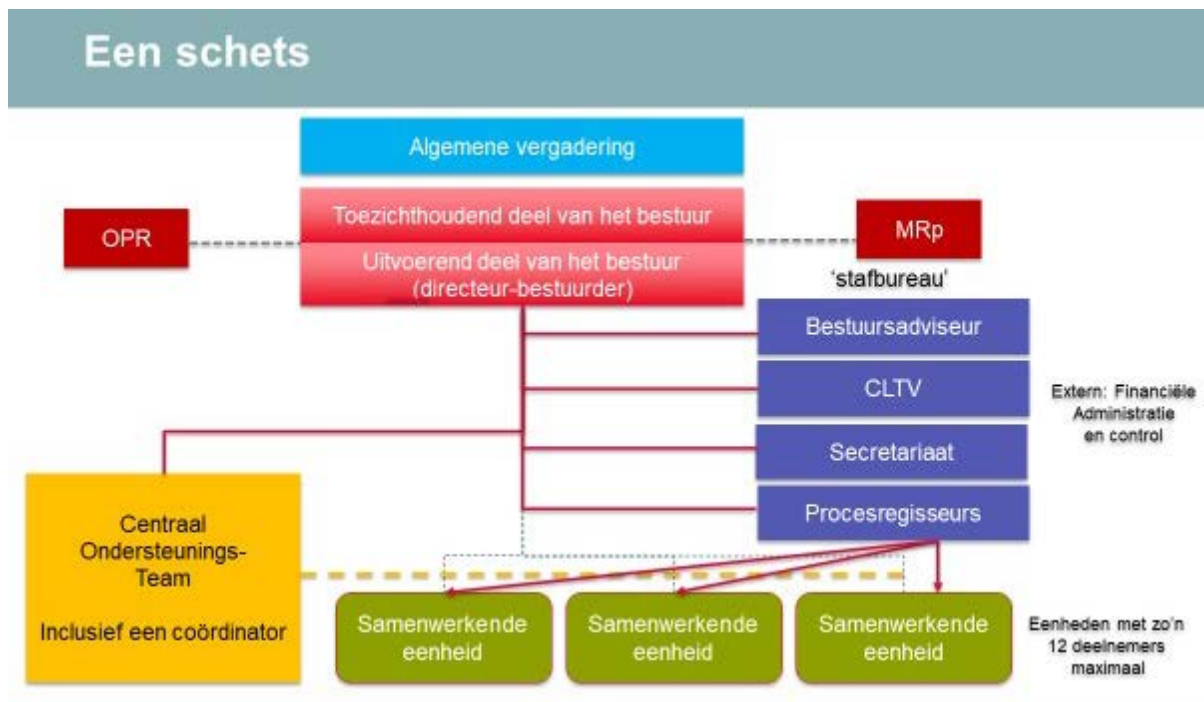 Een schets
Algemene vergadering
Toezichthoudend deel van het bestuur
OPR
MRp
Uitvoerend deel van het bestuur
(directeur-bestuurder)
‘stafbureau’
Bestuursadviseur
CLTV
Extern: Financiële
Administratie
en control
Secretariaat
Procesregisseurs
Centraal
Ondersteunings-
Team
Inclusief een coördinator
Samenwerkende
eenheid
Samenwerkende
eenheid
Samenwerkende
eenheid
Eenheden met zo’n
12 deelnemers
maximaal